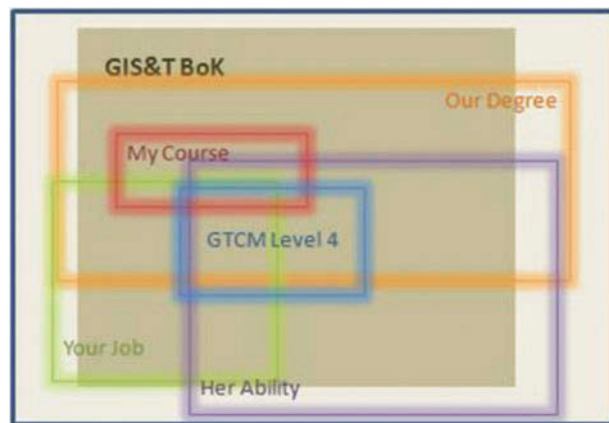 GIS&T BoK
Our Degree
My Course
GTCM Level 4
Your Job
Her Ability